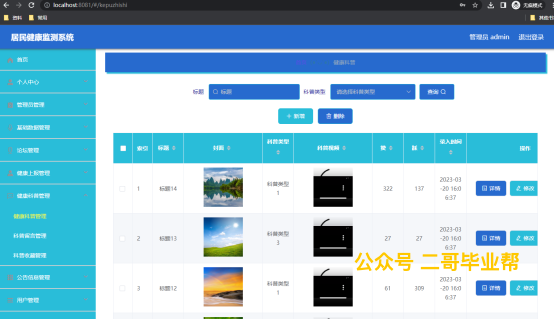 localhost:8081/#/kepuzhishi
无痕模式
资料 常用
其他书
居民健康监测系统
管理员 admin 退出登录
首页
个人中心
管理员管理
基础数据管理
论坛管理
健康上报管理
健康科普管理
健康科普管理
科普留言管理
科普收藏管理
公告信息管理
用户管理
健康科普
标题 标题 科普类型 请选择科普类型 查询
新增 删除
索引 标题 封面 科普类型 科普视频 赞 踩 录入时间 操作
1 标题14 科普类型1 322 137 2023-03-20 16:06:37 详情 修改
2 标题13 科普类型3 27 27 2023-03-20 16:06:37 详情 修改
公众号 二哥毕业帮
3 标题12 科普类型1 61 309 2023-03-20 16:06:37 详情 修改